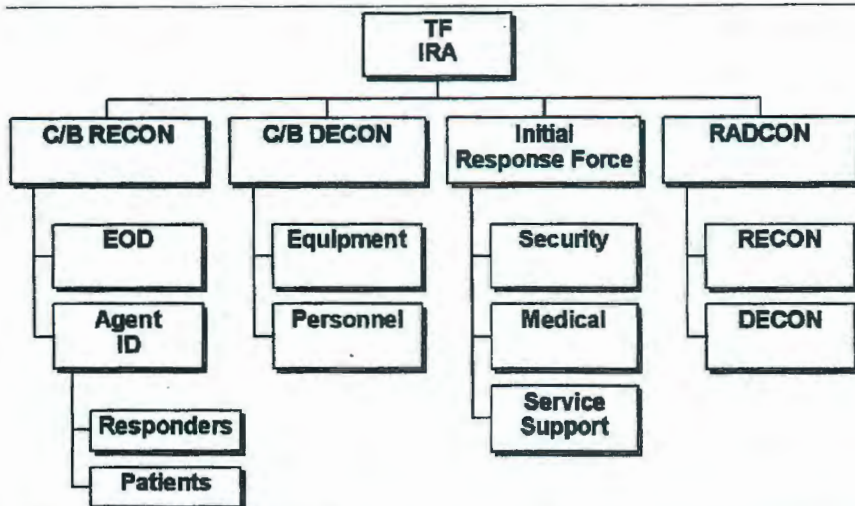 TF
IRA
C/B RECON
C/B DECON
Initial
Response Force
RADCON
EOD
Equipment
Security
RECON
Agent
ID
Personnel
Medical
DECON
Responders
Service
Support
Patients